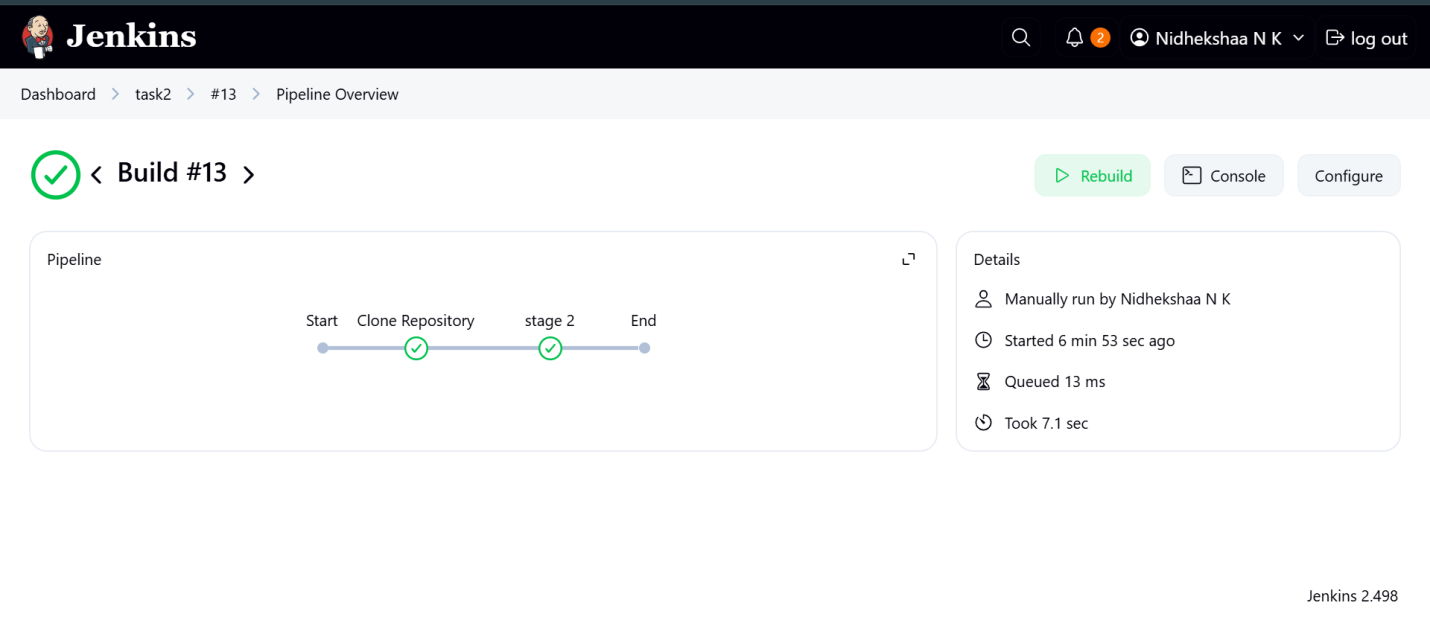 Jenkins
2 Nidhekshaa N K log out
Dashboard task2 #13 Pipeline Overview
Build #13
Rebuild Console Configure
Pipeline
Start Clone Repository stage 2 End
Details
Manually run by Nidhekshaa N K
Started 6 min 53 sec ago
Queued 13 ms
Took 7.1 sec
Jenkins 2.498